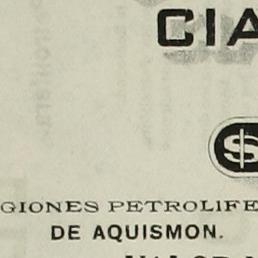 CIA
$
GIONES PETROLIFE
DE AQUISMON.